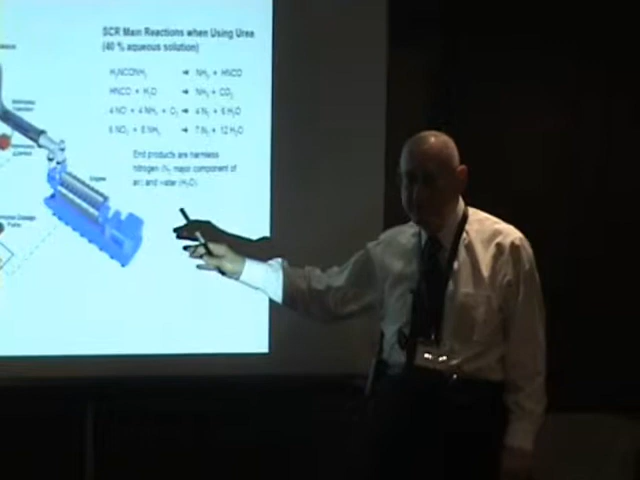 SCR Main Reactions when Using Urea
(40 % aqueous solution)
H₂NCONH₂ → NH₃ + HNCO
HNCO + H₂O → NH₃ + CO₂
4 NO + 4 NH₃ + O₂ → 4 N₂ + 6 H₂O
6 NO₂ + 8 NH₃ → 7 N₂ + 12 H₂O
End products are harmless
nitrogen (N₂ major component of
air) and water (H₂O)
Engine